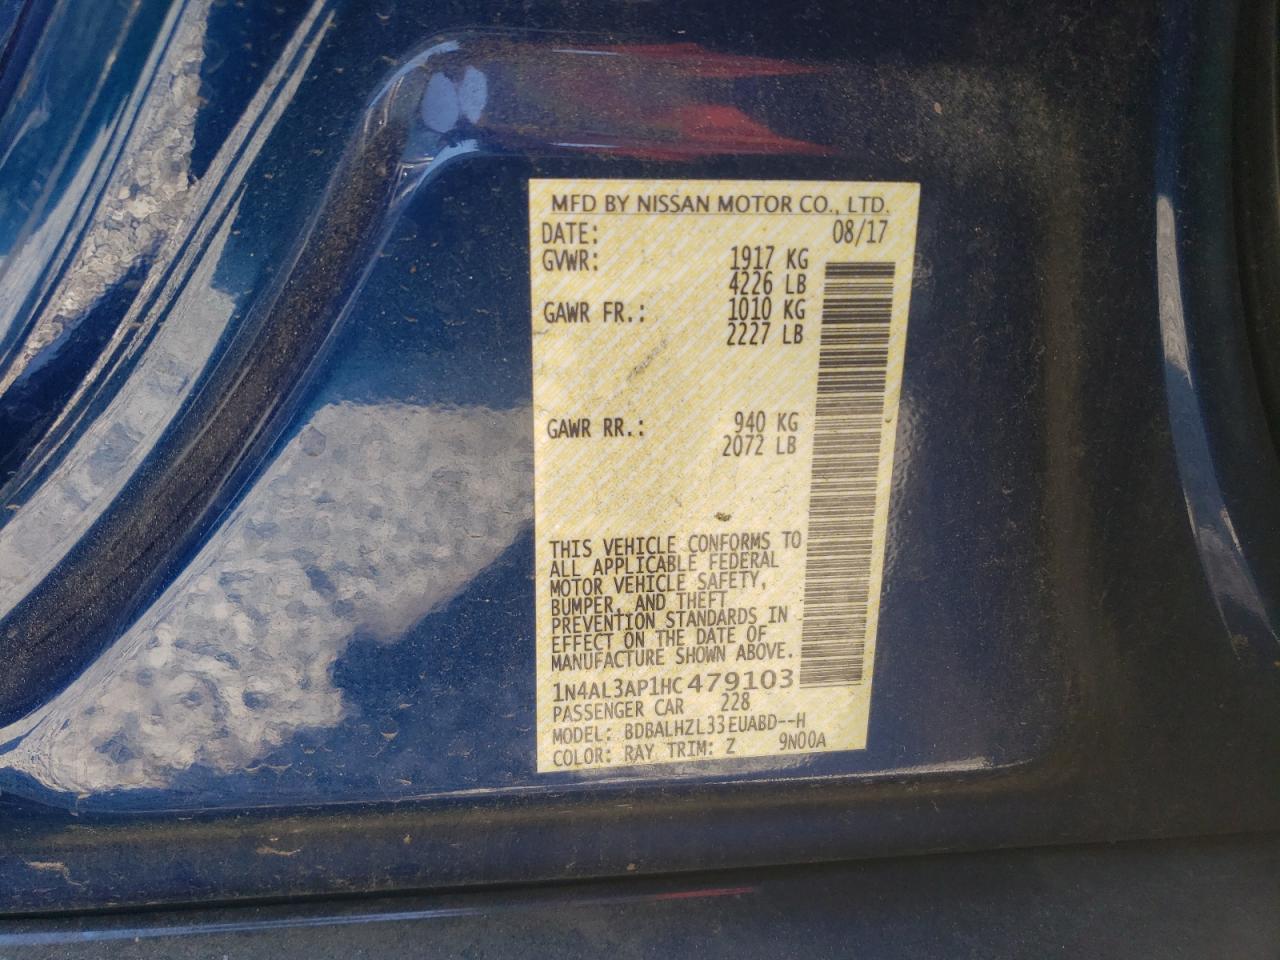 MFD BY NISSAN MOTOR CO., LTD.
DATE: 08/17
GVWR: 1917 KG
4226 LB
GAWR FR.: 1010 KG
2227 LB
GAWR RR.: 940 KG
2072 LB
THIS VEHICLE CONFORMS TO
ALL APPLICABLE FEDERAL
MOTOR VEHICLE SAFETY,
BUMPER, AND THEFT
PREVENTION STANDARDS IN
EFFECT ON THE DATE OF
MANUFACTURE SHOWN ABOVE.
1N4AL3AP1HC479103
PASSENGER CAR 228
MODEL: BDBALHZL33EUABD--H
COLOR: RAY TRIM: Z 9N00A